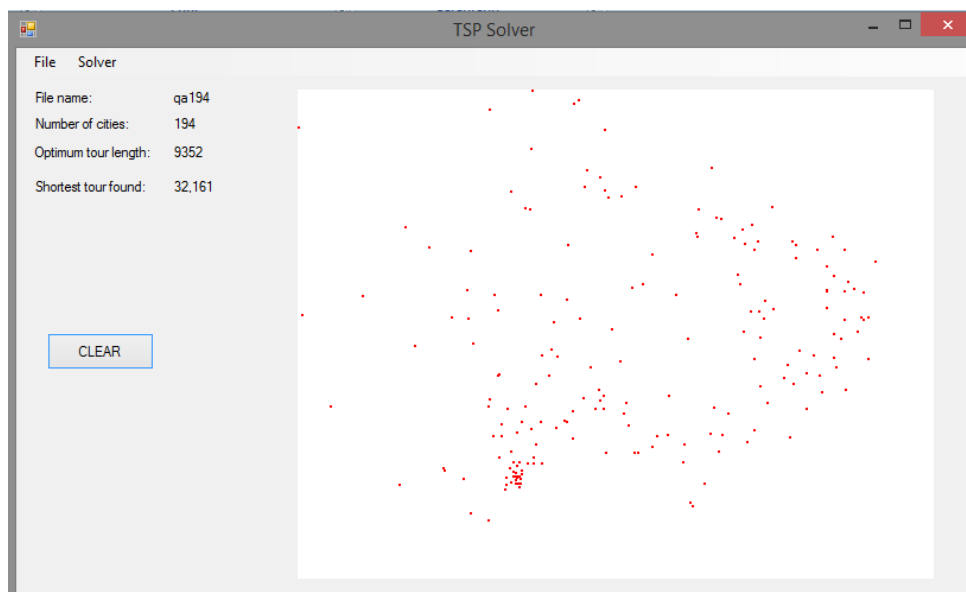 TSP Solver
File Solver
File name: qa194
Number of cities: 194
Optimum tour length: 9352
Shortest tour found: 32,161
CLEAR